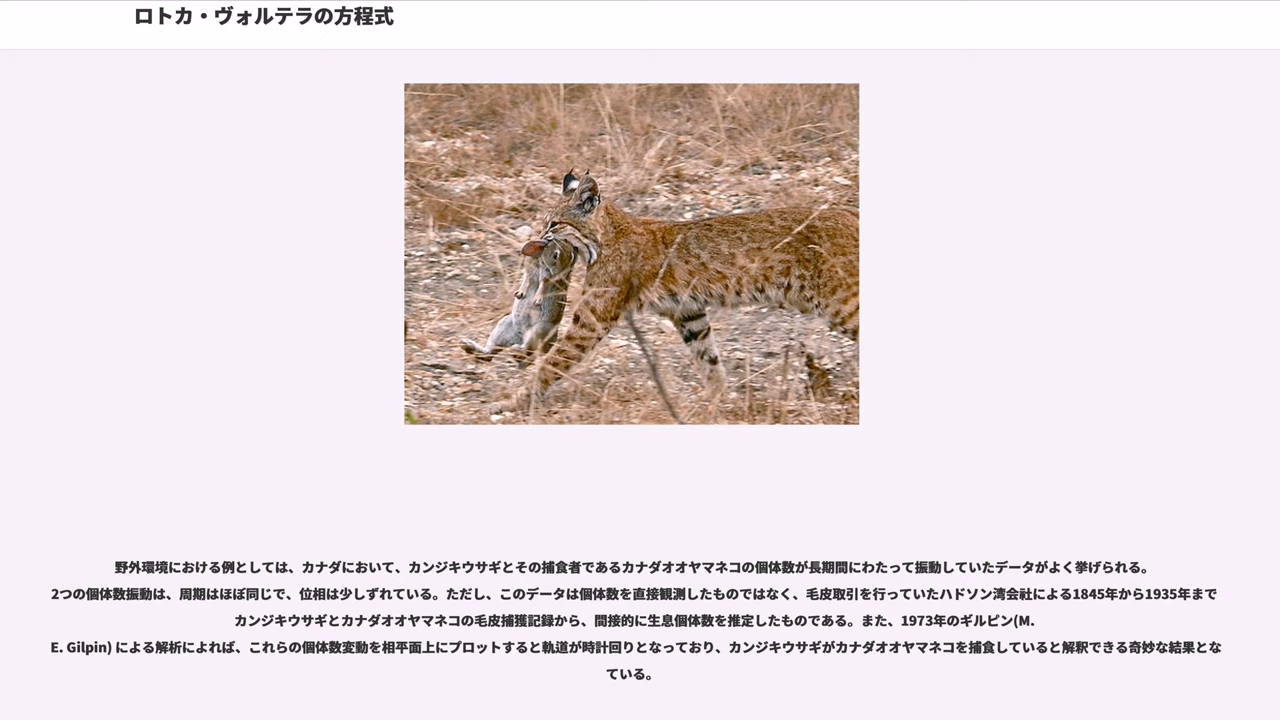 ロトカ・ヴォルテラの方程式
野外環境における例としては、カナダにおいて、カンジキウサギとその捕食者であるカナダオオヤマネコの個体数が長期間にわたって振動していたデータがよく挙げられる。
2つの個体数振動は、周期はほぼ同じで、位相は少しずれている。ただし、このデータは個体数を直接観測したものではなく、毛皮取引を行っていたハドソン湾会社による1845年から1935年まで
カンジキウサギとカナダオオヤマネコの毛皮捕獲記録から、間接的に生息個体数を推定したものである。また、1973年のギルピン(M.
E. Gilpin) による解析によれば、これらの個体数変動を相平面上にプロットすると軌道が時計回りとなっており、カンジキウサギがカナダオオヤマネコを捕食していると解釈できる奇妙な結果とな
ている。